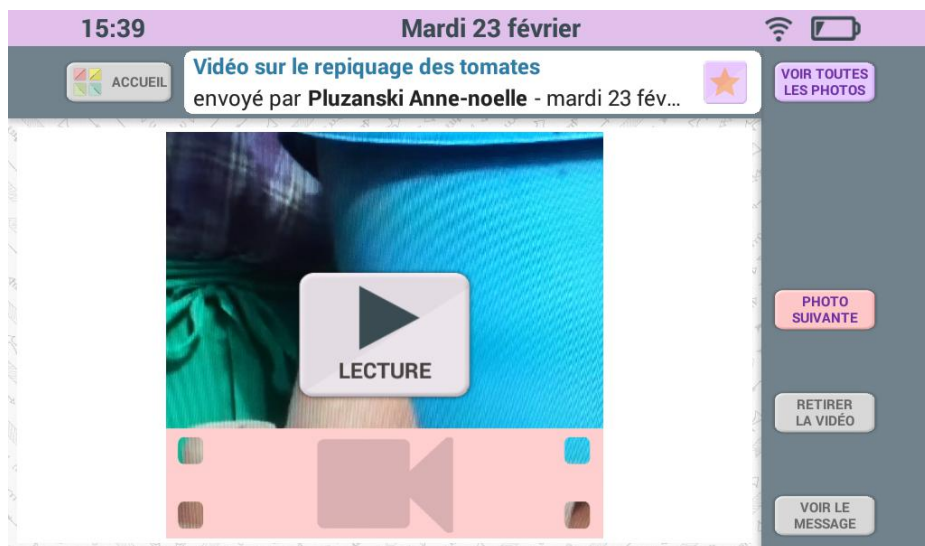 15:39
Mardi 23 février
ACCUEIL
Vidéo sur le repiquage des tomates
envoyé par Pluzanski Anne-noelle - mardi 23 fév...
VOIR TOUTES
LES PHOTOS
LECTURE
PHOTO
SUIVANTE
RETIRER
LA VIDÉO
VOIR LE
MESSAGE